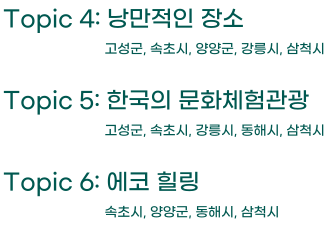 Topic 4: 낭만적인 장소
고성군, 속초시, 양양군, 강릉시, 삼척시
Topic 5: 한국의 문화체험관광
고성군, 속초시, 강릉시, 동해시, 삼척시
Topic 6: 에코 힐링
속초시, 양양군, 동해시, 삼척시